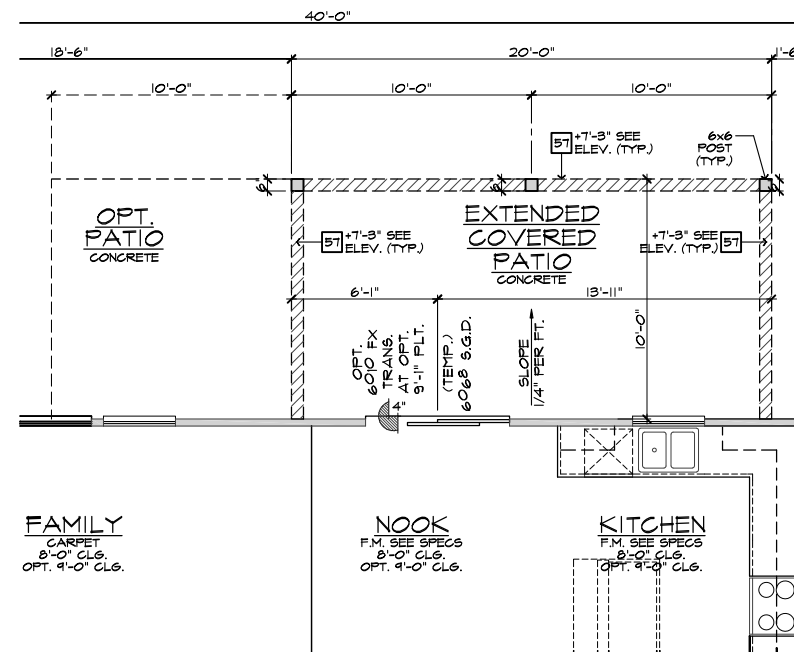 40'-0"
18'-6"
20'-0"
10'-0"
10'-0"
10'-0"
57
+7'-3" SEE
ELEV. (TYP.)
6x6
POST
(TYP.)
6"
6"
6"
OPT.
PATIO
CONCRETE
EXTENDED
COVERED
PATIO
CONCRETE
57
+7'-3" SEE
ELEV. (TYP.)
+7'-3" SEE
ELEV. (TYP.)
57
6'-1"
13'-11"
10'-0"
OPT.
6010 FX
TRANS.
AT OPT.
9'-1" PLT.
(TEMP.)
6068 S.G.D.
SLOPE
1/4" PER FT.
4"
FAMILY
CARPET
8'-0" CLG.
OPT. 9'-0" CLG.
NOOK
F.M. SEE SPECS
8'-0" CLG.
OPT. 9'-0" CLG.
KITCHEN
F.M. SEE SPECS
8'-0" CLG.
OPT. 9'-0" CLG.